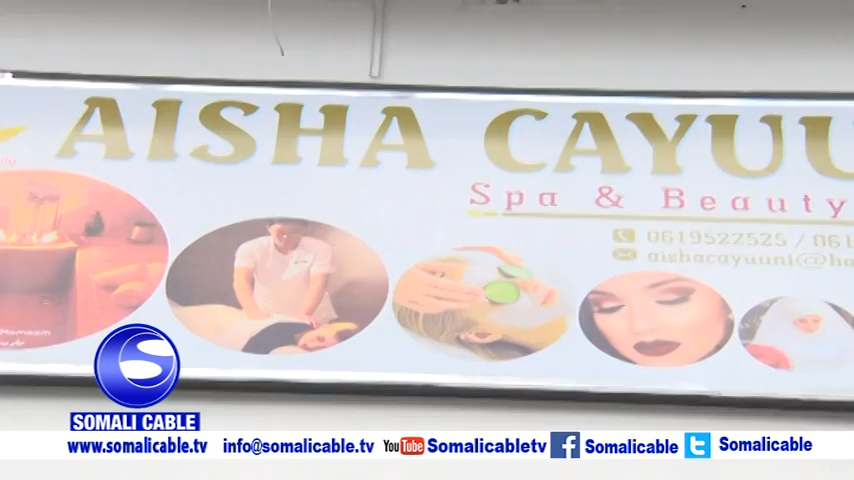 AISHA CAYUU
Spa & Beauty
0619522525 / 061
aishacayuuni@ha
SOMALI CABLE
www.somalicable.tv info@somalicable.tv YouTube Somalicabletv Somalicable Somalicable